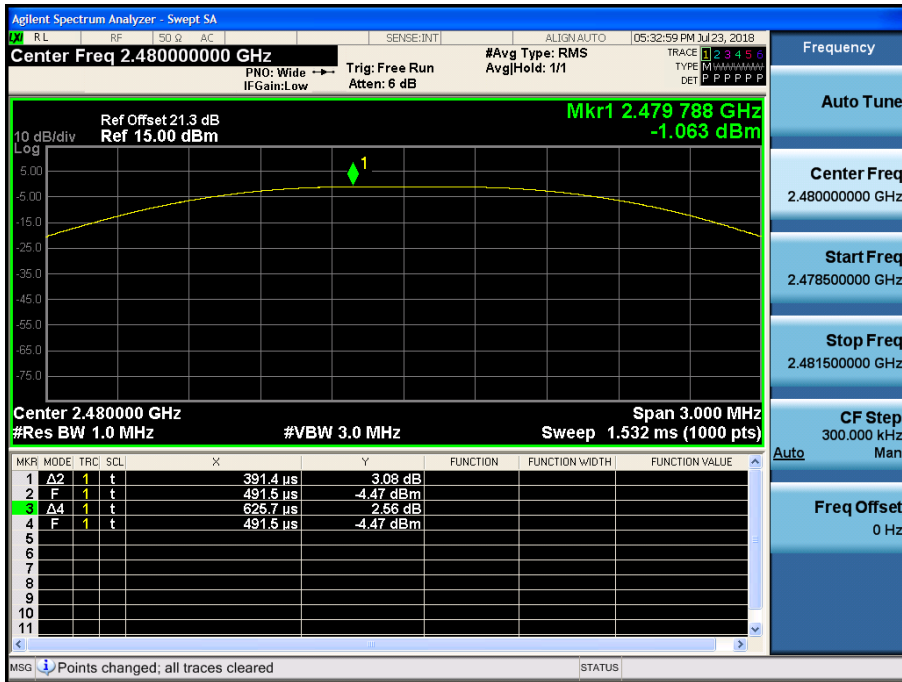 Agilent Spectrum Analyzer - Swept SA
LXI RL RF 50 Ω AC SENSE:INT ALIGN AUTO 05:32:59 PM Jul 23, 2018
Center Freq 2.480000000 GHz
PNO: Wide
IFGain:Low
Trig: Free Run
Atten: 6 dB
#Avg Type: RMS
Avg|Hold: 1/1
TRACE 1 2 3 4 5 6
TYPE M WWWWW
DET P P P P P P
Mkr1 2.479 788 GHz
-1.063 dBm
Ref Offset 21.3 dB
10 dB/div Ref 15.00 dBm
Log
1
5.00
-5.00
-15.0
-25.0
-35.0
-45.0
-55.0
-65.0
-75.0
Center 2.480000 GHz Span 3.000 MHz
#Res BW 1.0 MHz #VBW 3.0 MHz Sweep 1.532 ms (1000 pts)
MKR MODE TRC SCL X Y FUNCTION FUNCTION WIDTH FUNCTION VALUE
1 Δ2 1 t 391.4 µs 3.08 dB
2 F 1 t 491.5 µs -4.47 dBm
3 Δ4 1 t 625.7 µs 2.56 dB
4 F 1 t 491.5 µs -4.47 dBm
5
6
7
8
9
10
11
MSG Points changed; all traces cleared STATUS
Frequency
Auto Tune
Center Freq
2.480000000 GHz
Start Freq
2.478500000 GHz
Stop Freq
2.481500000 GHz
CF Step
300.000 kHz
Auto Man
Freq Offset
0 Hz